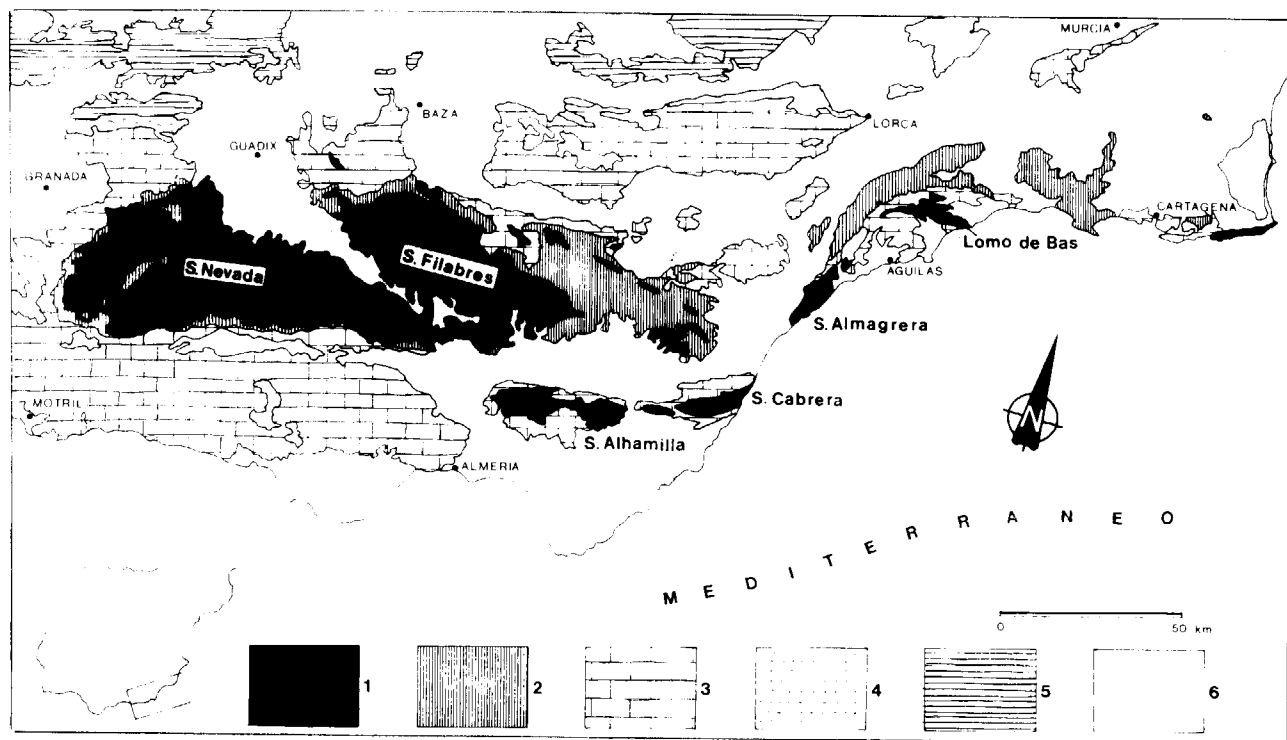 MURCIA
BAZA
LORCA
GUADIX
GRANADA
CARTAGENA
Lomo de Bas
S. Nevada
S. Filabres
AGUILAS
S. Almagrera
S. Cabrera
MOTRIL
S. Alhamilla
ALMERIA
N
MEDITERRANEO
0 50 km
1 2 3 4 5 6